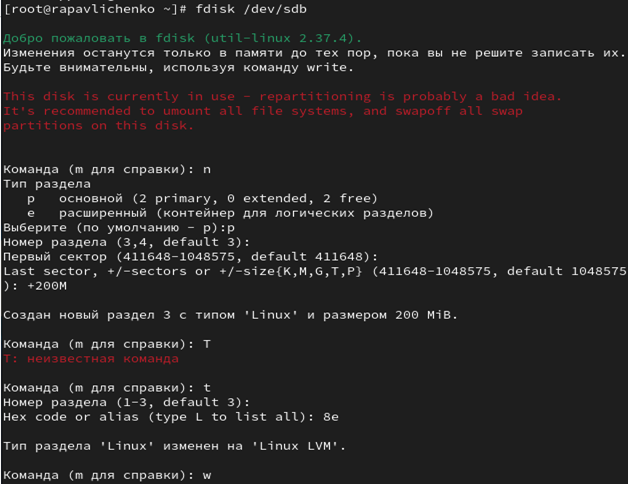 [root@rapavlichenko ~]# fdisk /dev/sdb
Добро пожаловать в fdisk (util-linux 2.37.4).
Изменения останутся только в памяти до тех пор, пока вы не решите записать их.
Будьте внимательны, используя команду write.
This disk is currently in use - repartitioning is probably a bad idea.
It's recommended to umount all file systems, and swapoff all swap
partitions on this disk.
Команда (m для справки): n
Тип раздела
p   основной (2 primary, 0 extended, 2 free)
e   расширенный (контейнер для логических разделов)
Выберите (по умолчанию - p):p
Номер раздела (3,4, default 3):
Первый сектор (411648-1048575, default 411648):
Last sector, +/-sectors or +/-size{K,M,G,T,P} (411648-1048575, default 1048575
): +200M
Создан новый раздел 3 с типом 'Linux' и размером 200 MiB.
Команда (m для справки): T
T: неизвестная команда
Команда (m для справки): t
Номер раздела (1-3, default 3):
Hex code or alias (type L to list all): 8e
Тип раздела 'Linux' изменен на 'Linux LVM'.
Команда (m для справки): w